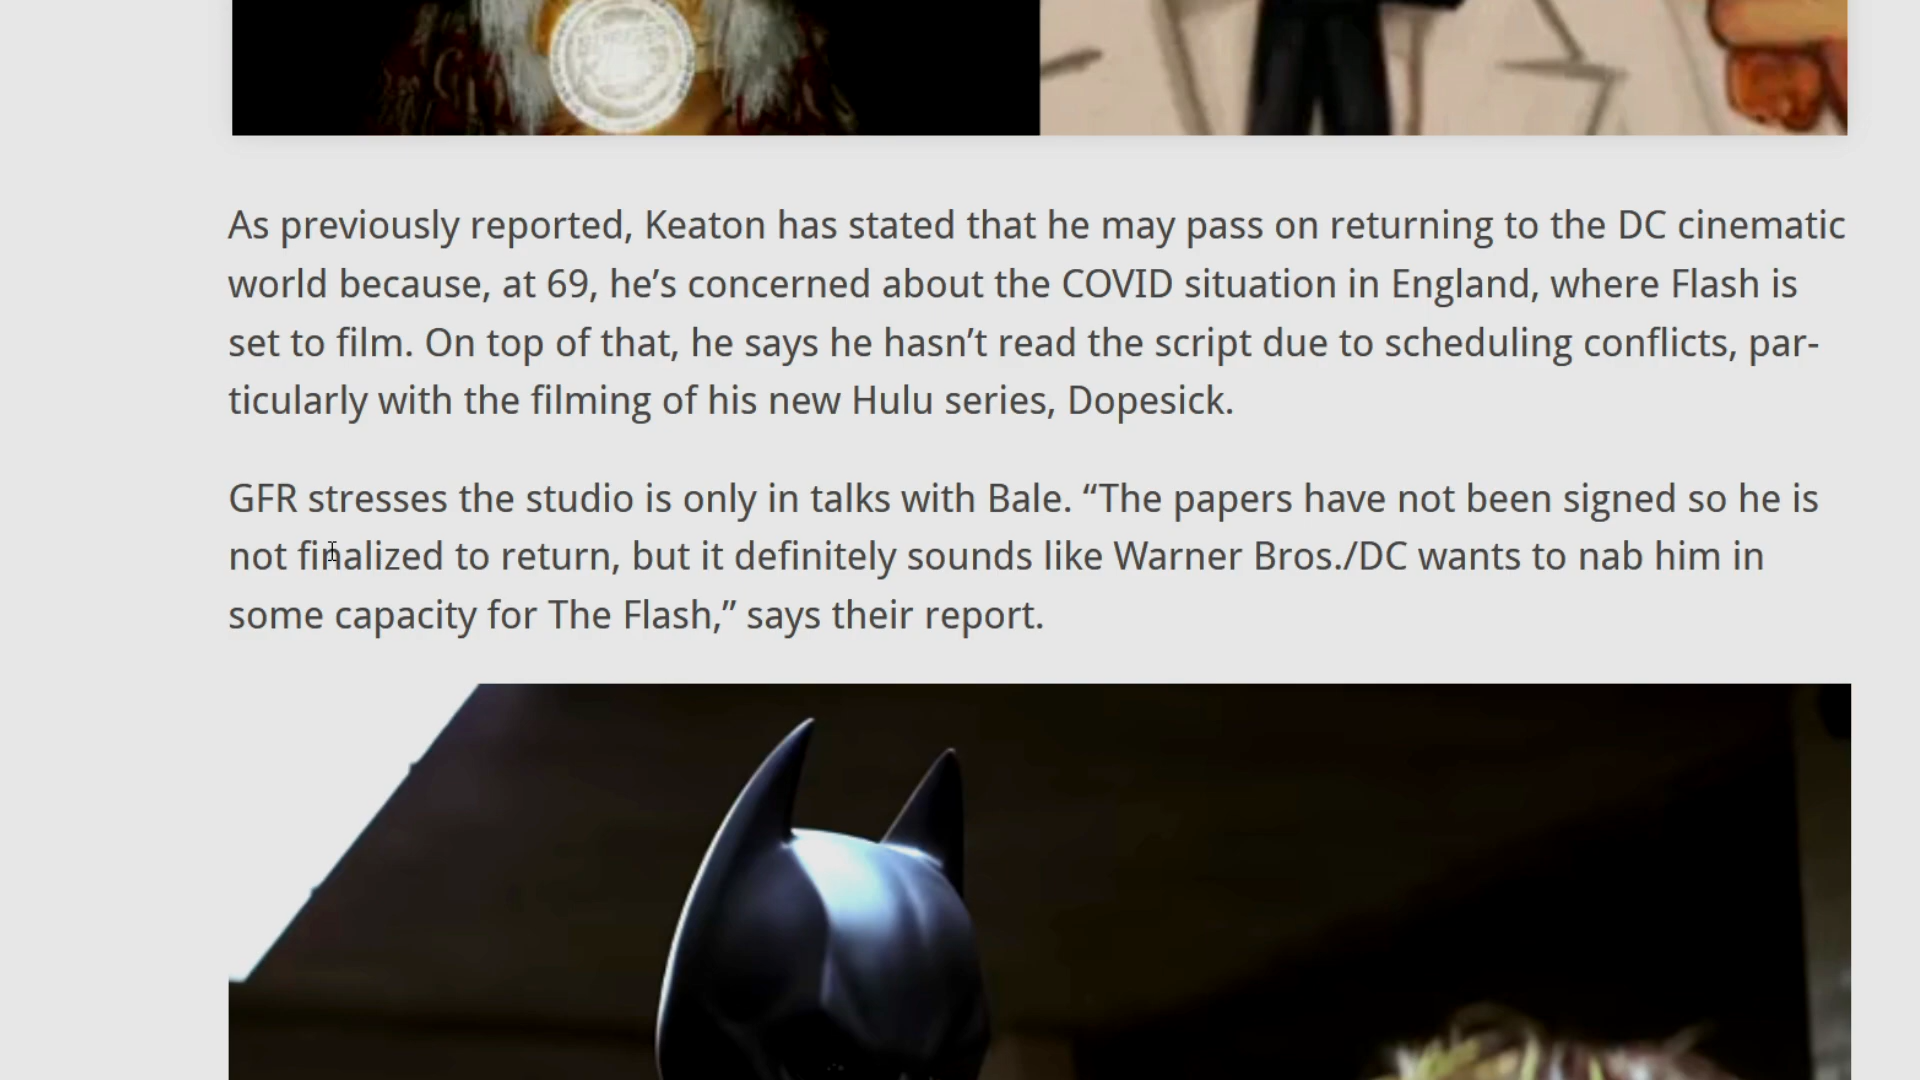 As previously reported, Keaton has stated that he may pass on returning to the DC cinematic
world because, at 69, he’s concerned about the COVID situation in England, where Flash is
set to film. On top of that, he says he hasn’t read the script due to scheduling conflicts, par-
ticularly with the filming of his new Hulu series, Dopesick.
GFR stresses the studio is only in talks with Bale. “The papers have not been signed so he is
not finalized to return, but it definitely sounds like Warner Bros./DC wants to nab him in
some capacity for The Flash,” says their report.